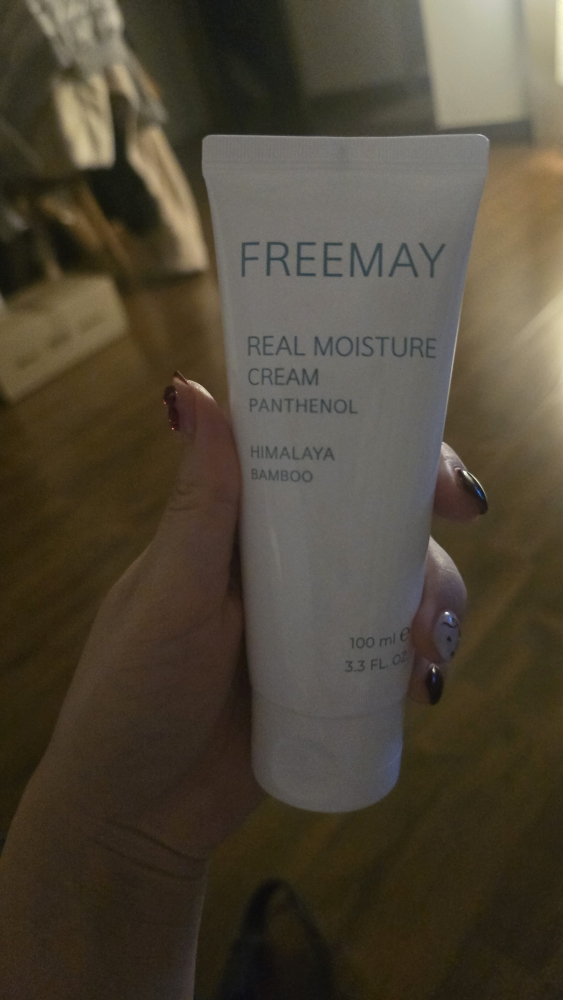 FREEMAY
REAL MOISTURE
CREAM
PANTHENOL
HIMALAYA
BAMBOO
100 ml e
3.3 FL. OZ